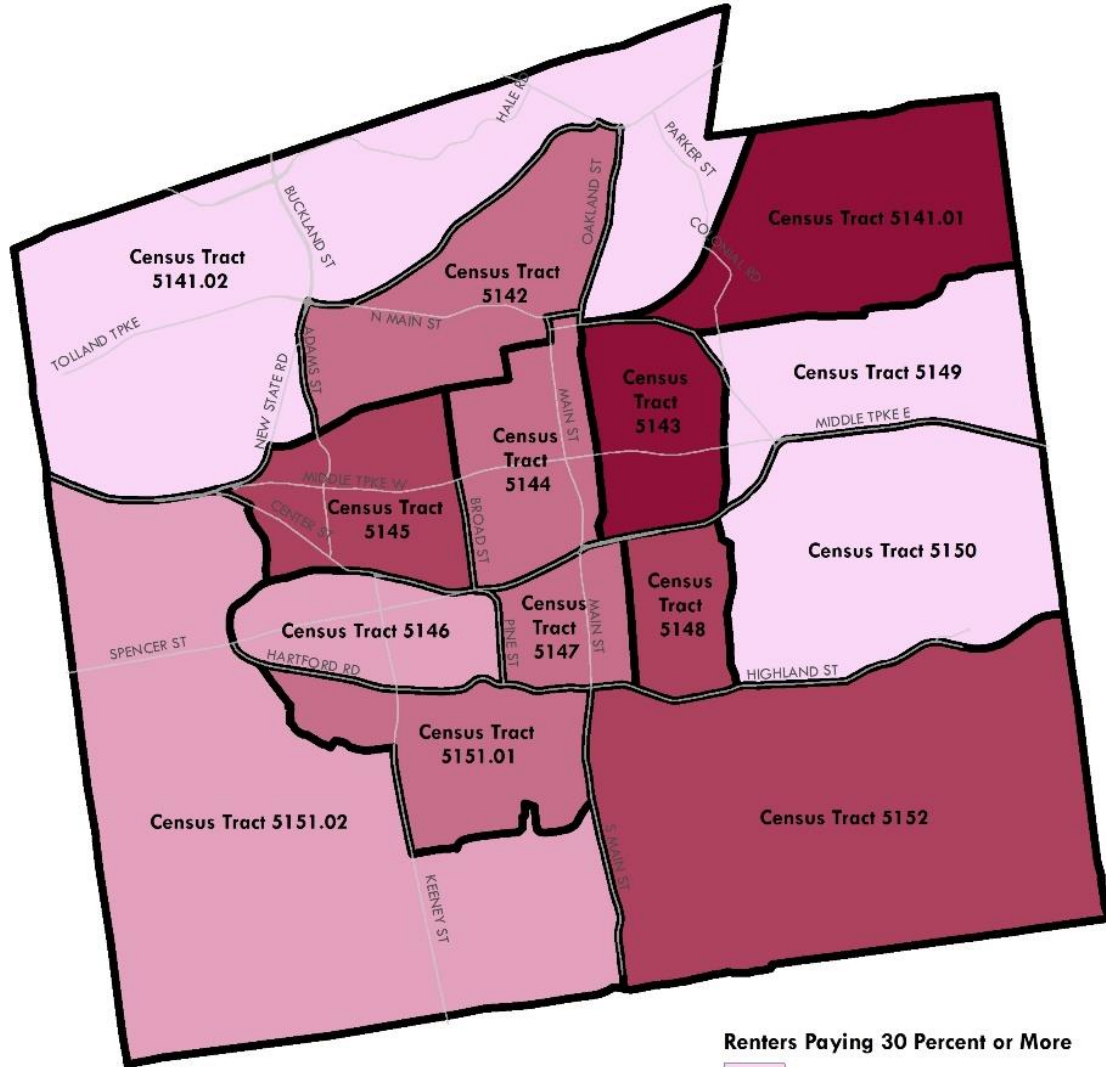 HALE RD
PARKER ST
BUCKLAND ST
OAKLAND ST
Census Tract 5141.01
COLONIAL RD
Census Tract
5141.02
Census Tract
5142
N MAIN ST
TOLLAND TPKE
ADAMS ST
NEW STATE RD
Census Tract 5149
Census
Tract
5143
MAIN ST
MIDDLE TPKE E
Census
Tract
5144
MIDDLE TPKE W
CENTER ST
Census Tract
5145
BROAD ST
Census Tract 5150
Census
Tract
5148
Census
Tract
5147
MAIN ST
PINE ST
Census Tract 5146
SPENCER ST
HARTFORD RD
HIGHLAND ST
Census Tract
5151.01
Census Tract 5151.02
Census Tract 5152
S MAIN ST
KEENEY ST
Renters Paying 30 Percent or More